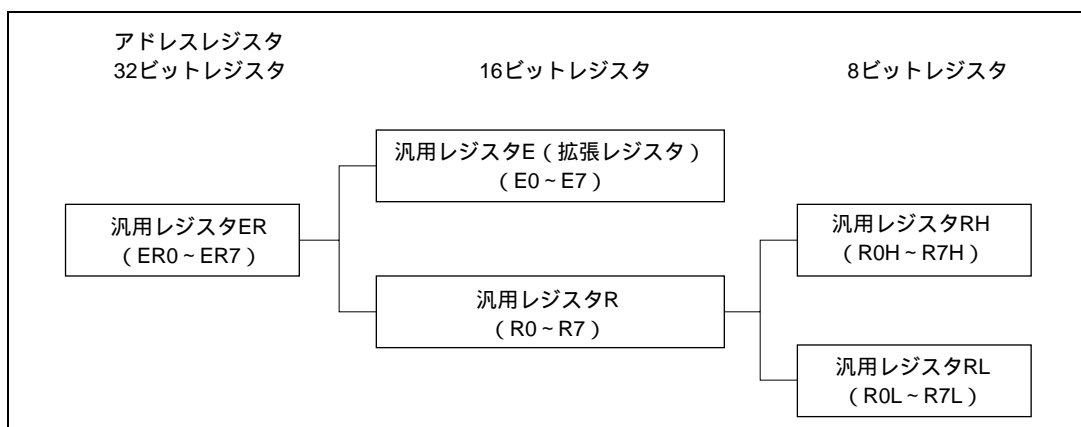 アドレスレジスタ
32ビットレジスタ
16ビットレジスタ
8ビットレジスタ
汎用レジスタER
（ER0～ER7）
汎用レジスタE（拡張レジスタ）
（E0～E7）
汎用レジスタR
（R0～R7）
汎用レジスタRH
（R0H～R7H）
汎用レジスタRL
（R0L～R7L）